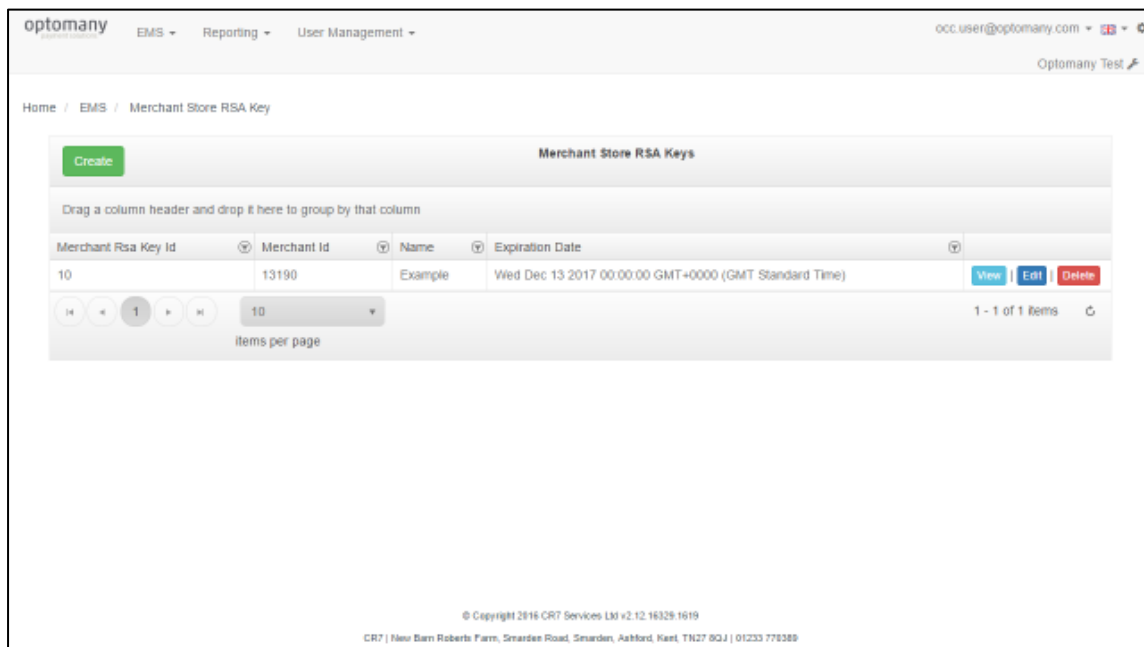 optomany
EMS Reporting User Management
occ.user@optomany.com
Optomany Test
Home / EMS / Merchant Store RSA Key
Create
Merchant Store RSA Keys
Drag a column header and drop it here to group by that column
Merchant Rsa Key Id Merchant Id Name Expiration Date
10 13190 Example Wed Dec 13 2017 00:00:00 GMT+0000 (GMT Standard Time) View | Edit | Delete
1 10 1 - 1 of 1 items
items per page
© Copyright 2016 CR7 Services Ltd v2.12.16329.1619
CR7 | New Barn Roberts Farm, Smarden Road, Smarden, Ashford, Kent, TN27 8QJ | 01233 770389